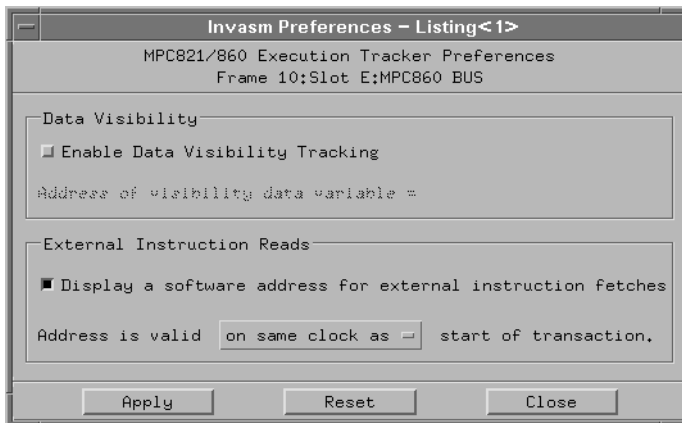 Invasm Preferences – Listing<1>
MPC821/860 Execution Tracker Preferences
Frame 10:Slot E:MPC860 BUS
Data Visibility
Enable Data Visibility Tracking
Address of visibility data variable =
External Instruction Reads
Display a software address for external instruction fetches
Address is valid on same clock as start of transaction.
Apply Reset Close